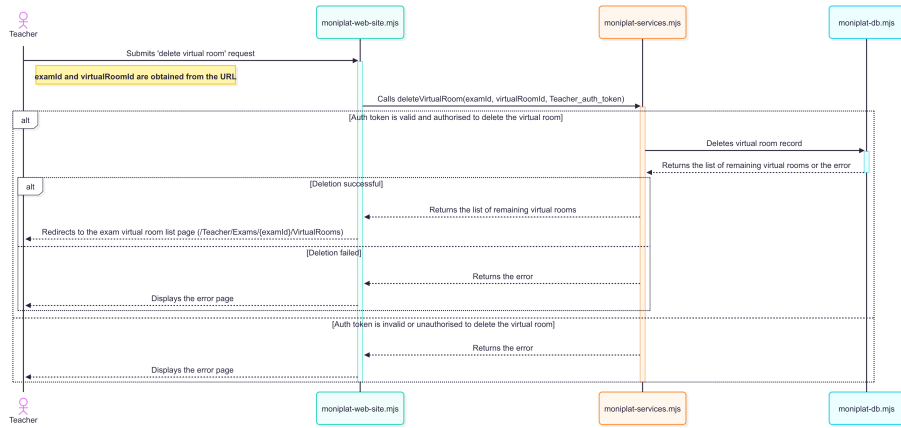 moniplat-web-site.mjs
moniplat-services.mjs
moniplat-db.mjs
Teacher
Submits 'delete virtual room' request
examId and virtualRoomId are obtained from the URL
Calls deleteVirtualRoom(examId, virtualRoomId, Teacher_auth_token)
alt
[Auth token is valid and authorised to delete the virtual room]
Deletes virtual room record
Returns the list of remaining virtual rooms or the error
alt
[Deletion successful]
Returns the list of remaining virtual rooms
Redirects to the exam virtual room list page (/Teacher/Exams/{examId}/VirtualRooms)
[Deletion failed]
Returns the error
Displays the error page
[Auth token is invalid or unauthorised to delete the virtual room]
Returns the error
Displays the error page
moniplat-web-site.mjs
moniplat-services.mjs
moniplat-db.mjs
Teacher